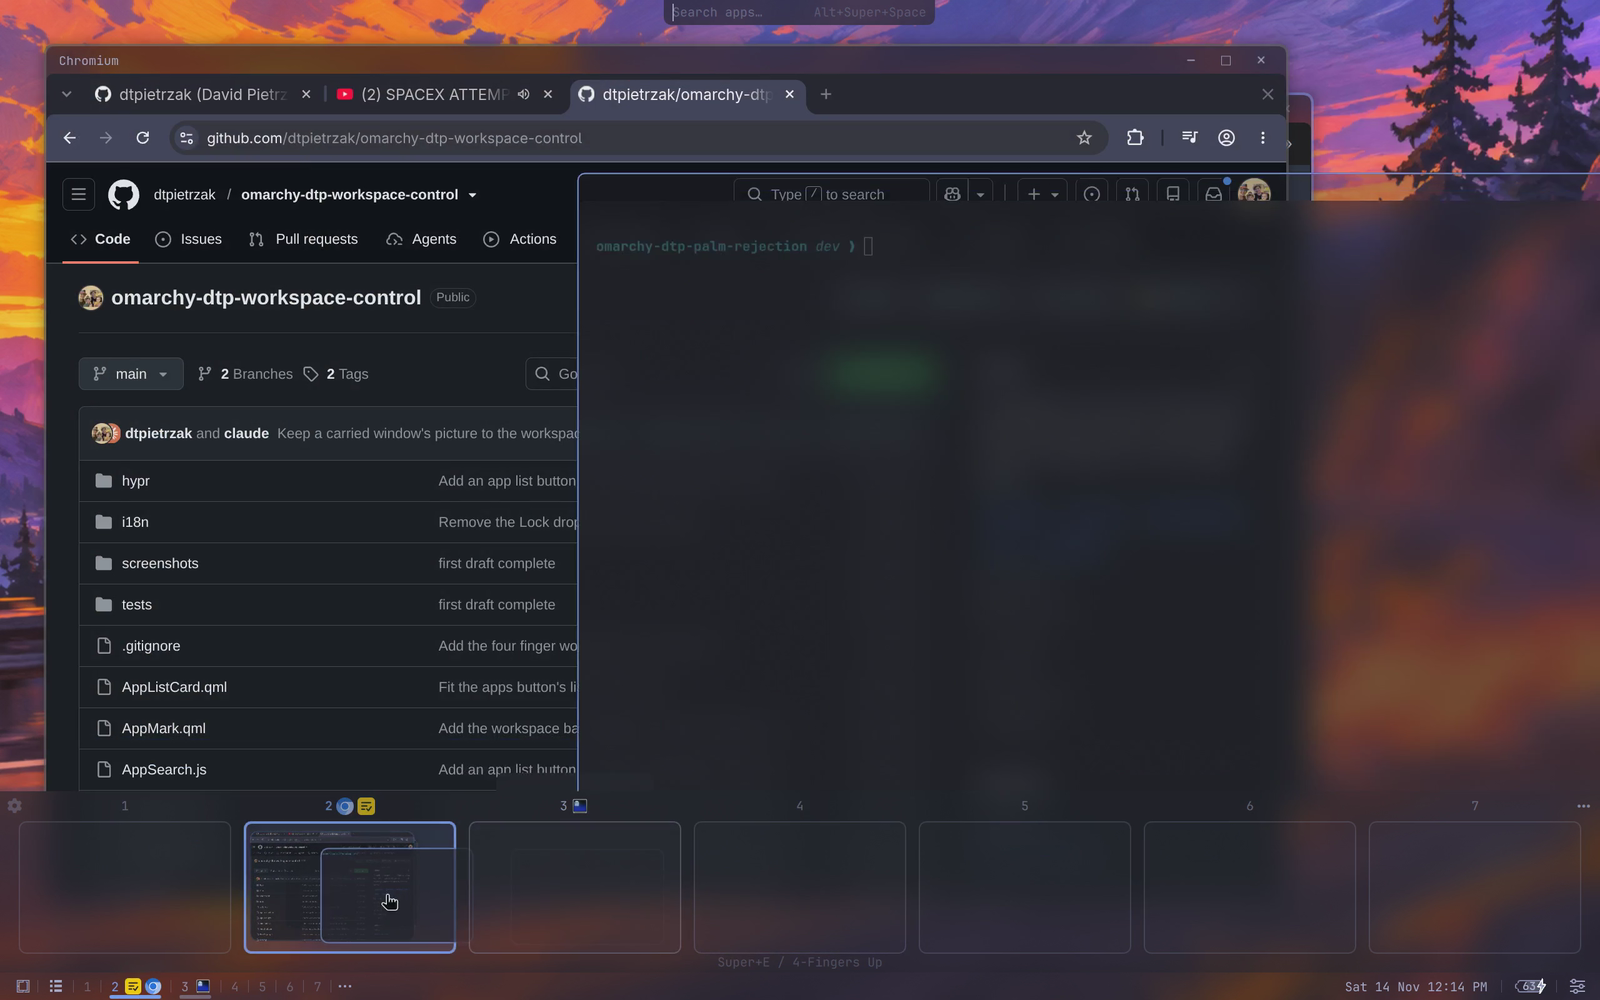 Search apps… Alt+Super+Space
Chromium
dtpietrzak (David Pietrz
(2) SPACEX ATTEMP
dtpietrzak/omarchy-dtp
github.com/dtpietrzak/omarchy-dtp-workspace-control
dtpietrzak / omarchy-dtp-workspace-control
Type / to search
Code Issues Pull requests Agents Actions
omarchy-dtp-palm-rejection dev ❯
omarchy-dtp-workspace-control Public
main 2 Branches 2 Tags Go
dtpietrzak and claude Keep a carried window's picture to the workspac
hypr Add an app list button
i18n Remove the Lock drop
screenshots first draft complete
tests first draft complete
.gitignore Add the four finger wo
AppListCard.qml Fit the apps button's li
AppMark.qml Add the workspace ba
AppSearch.js Add an app list button
1 2 3 4 5 6 7
Super+E / 4-Fingers Up
1 2 3 4 5 6 7 Sat 14 Nov 12:14 PM 63